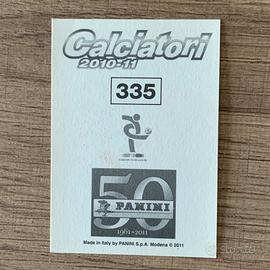 Calciatori
2010-11
335
50
PANINI
1961-2011
Made in Italy by PANINI S.p.A. Modena © 2011